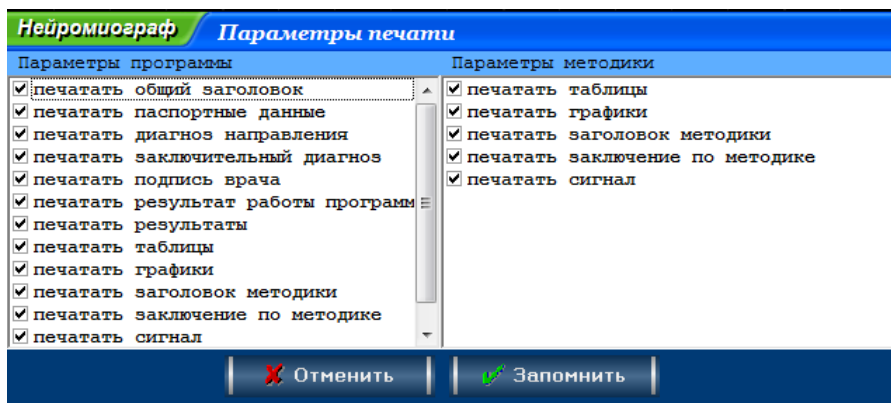 Нейромиограф
Параметры печати
Параметры программы
печатать общий заголовок
печатать паспортные данные
печатать диагноз направления
печатать заключительный диагноз
печатать подпись врача
печатать результат работы програми
печатать результаты
печатать таблицы
печатать графики
печатать заголовок методики
печатать заключение по методике
печатать сигнал
Параметры методики
печатать таблицы
печатать графики
печатать заголовок методики
печатать заключение по методике
печатать сигнал
Отменить
Запомнить